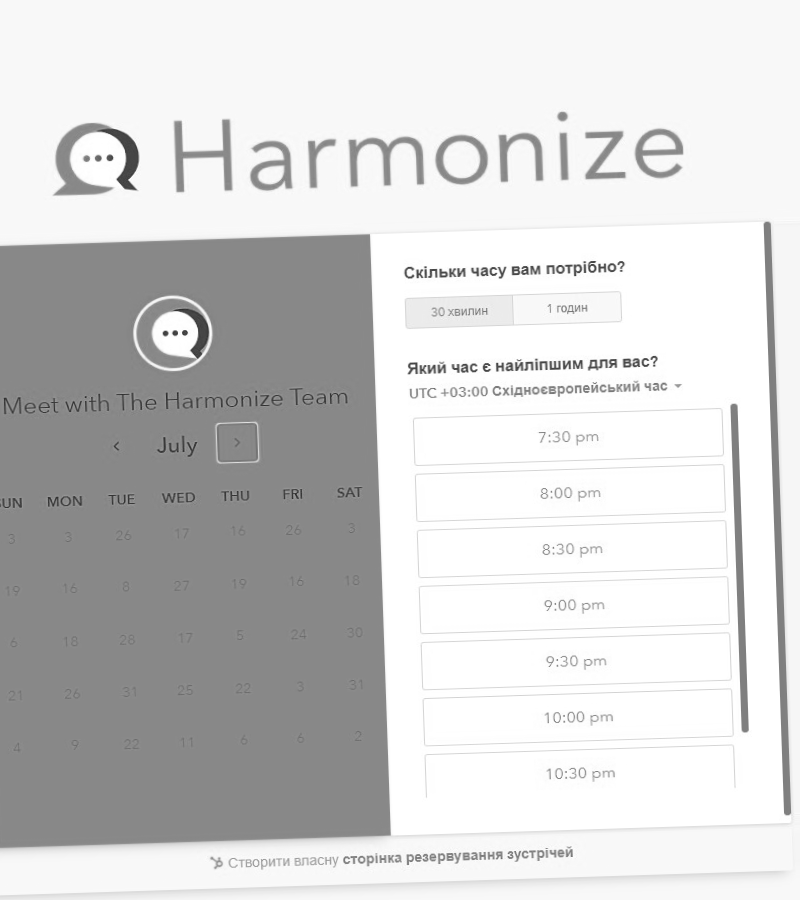 Harmonize
Meet with The Harmonize Team
July
SUN MON TUE WED THU FRI SAT
3 3 26 17 16 26 3
19 16 8 27 19 16 18
6 18 28 17 5 24 30
21 26 31 25 22 3 31
4 9 22 11 6 6 2
Скільки часу вам потрібно?
30 хвилин 1 годин
Який час є найліпшим для вас?
UTC +03:00 Східноєвропейський час
7:30 pm
8:00 pm
8:30 pm
9:00 pm
9:30 pm
10:00 pm
10:30 pm
Створити власну сторінка резервування зустрічей